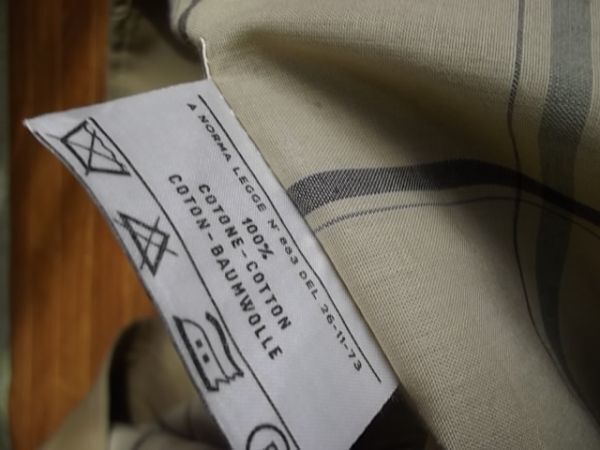 A NORMA LEGGE N° 883 DEL 26-11-73
100%
COTONE-COTTON
COTON-BAUMWOLLE